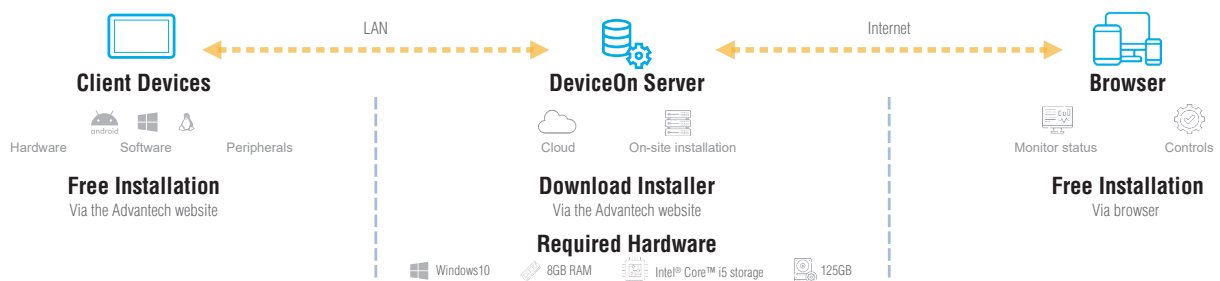 LAN
Internet
Client Devices
DeviceOn Server
Browser
android
Hardware
Software
Peripherals
Cloud
On-site installation
Monitor status
Controls
Free Installation
Via the Advantech website
Download Installer
Via the Advantech website
Free Installation
Via browser
Required Hardware
Windows10
8GB RAM
Intel® Core™ i5 storage
125GB